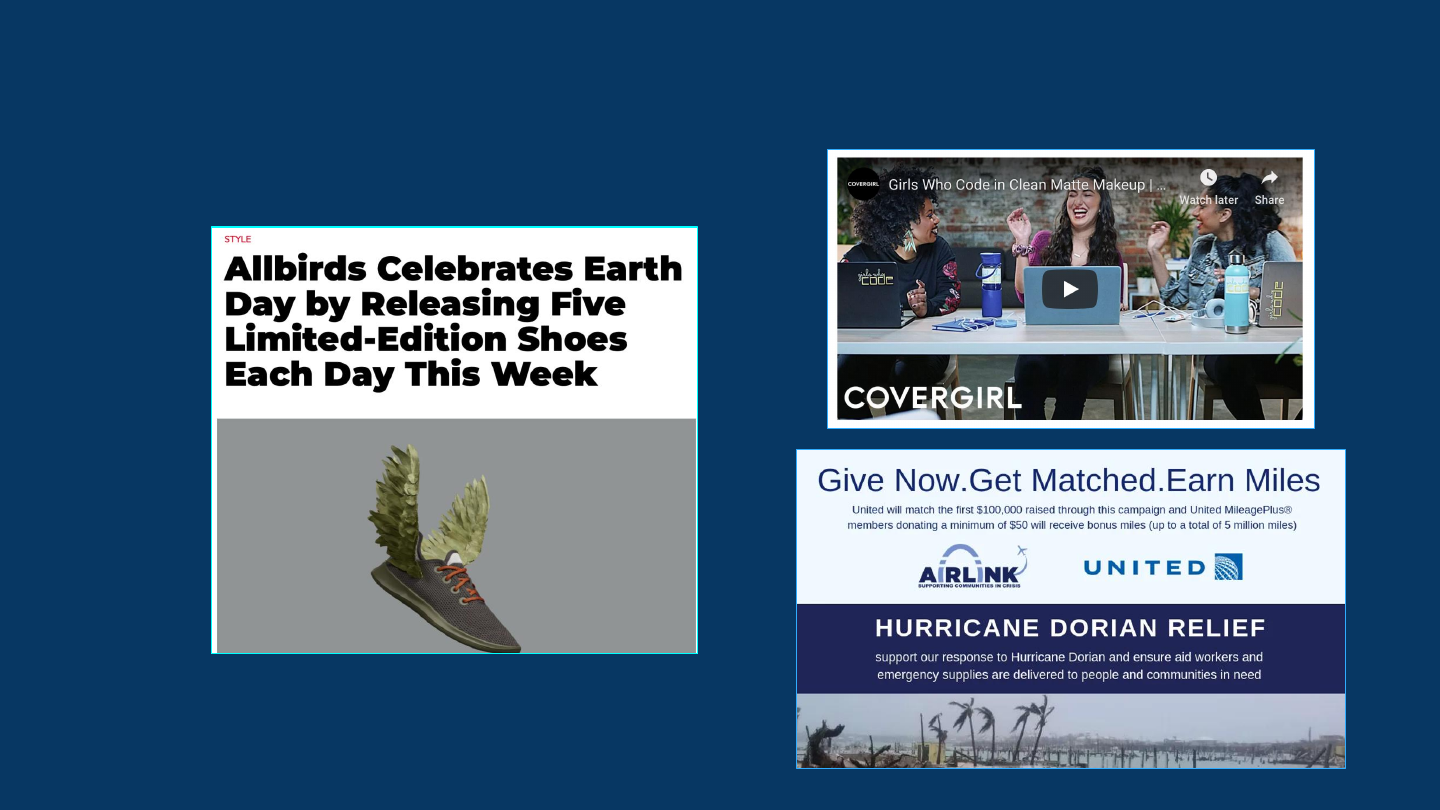 STYLE
Allbirds Celebrates Earth
Day by Releasing Five
Limited-Edition Shoes
Each Day This Week
COVERGIRL
Girls Who Code in Clean Matte Makeup | ...
Watch later
Share
girls who
CODE
girls who
CODE
COVERGIRL
Give Now.Get Matched.Earn Miles
United will match the first $100,000 raised through this campaign and United MileagePlus®
members donating a minimum of $50 will receive bonus miles (up to a total of 5 million miles)
AIRLINK
SUPPORTING COMMUNITIES IN CRISIS
UNITED
HURRICANE DORIAN RELIEF
support our response to Hurricane Dorian and ensure aid workers and
emergency supplies are delivered to people and communities in need